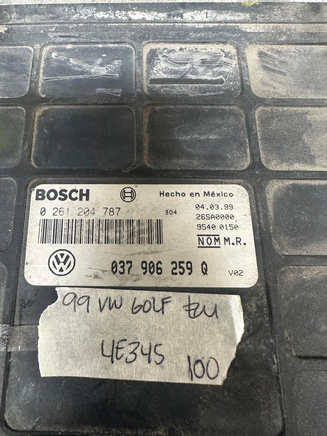 BOSCH
Hecho en México
0 261 204 787
904
04.03.99
26SA0000
9540 0150
NOM M.R.
037 906 259 Q
V02
99 VW GOLF ECU
4E345
100